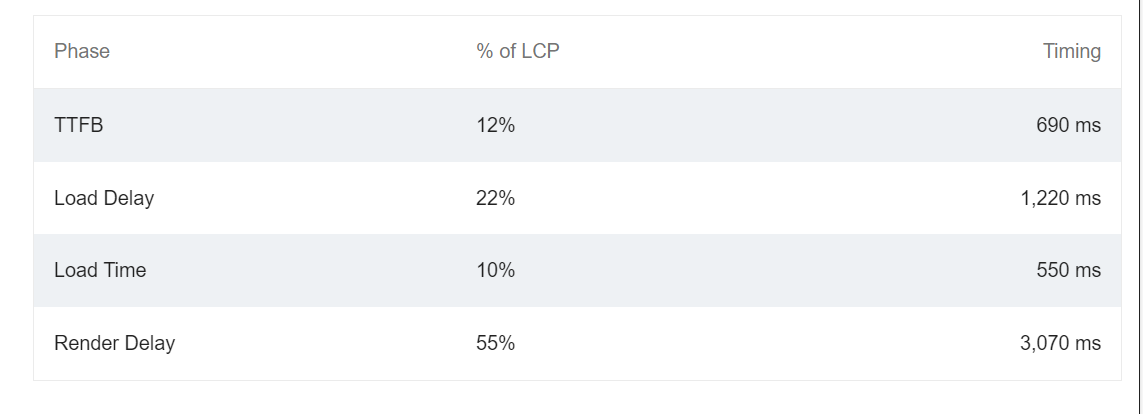 Phase % of LCP Timing
TTFB 12% 690 ms
Load Delay 22% 1,220 ms
Load Time 10% 550 ms
Render Delay 55% 3,070 ms